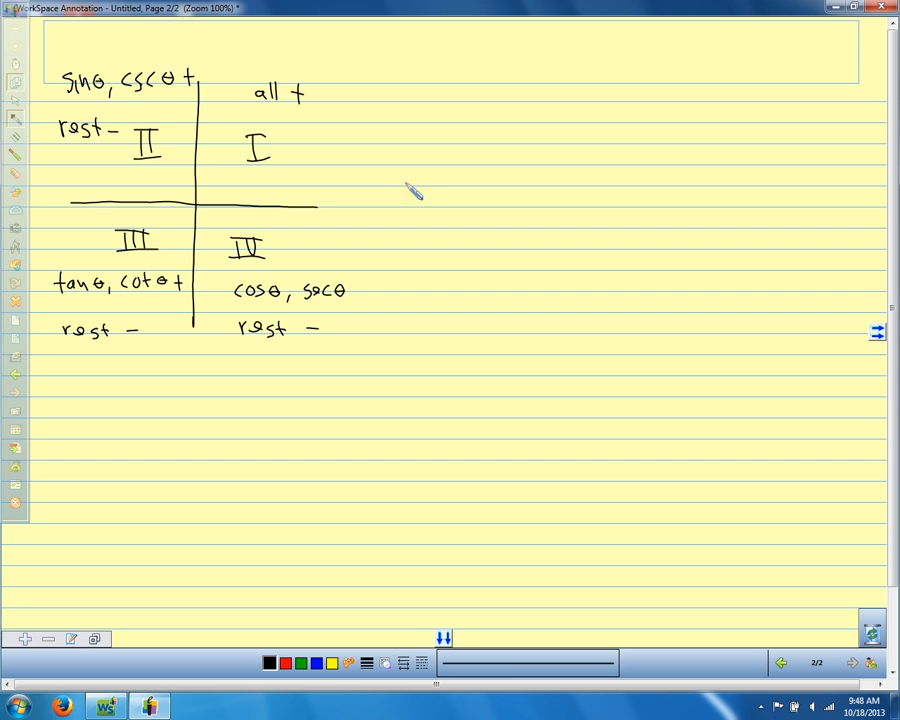 WorkSpace Annotation - Untitled, Page 2/2 (Zoom 100%) *
sinθ, cscθ +
all +
rest -
II
I
III
IV
tanθ, cotθ +
cosθ, secθ
rest -
rest -
2/2
9:48 AM
10/18/2013